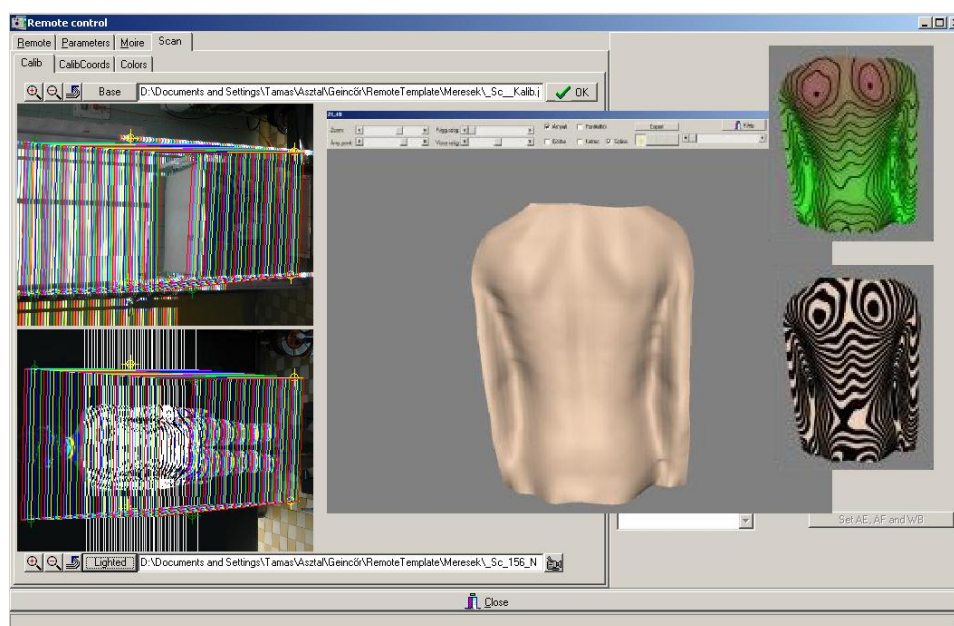 Remote control
Remote Parameters Moire Scan
Calib CalibCoords Colors
Base D:\Documents and Settings\Tamas\Asztal\Geincőr\RemoteTemplate\Meresek\_Sc__Kalib.j OK
Zoom
Export
Lighted D:\Documents and Settings\Tamas\Asztal\Geincőr\RemoteTemplate\Meresek\_Sc_156_N
Set AE, AF and WB
Close